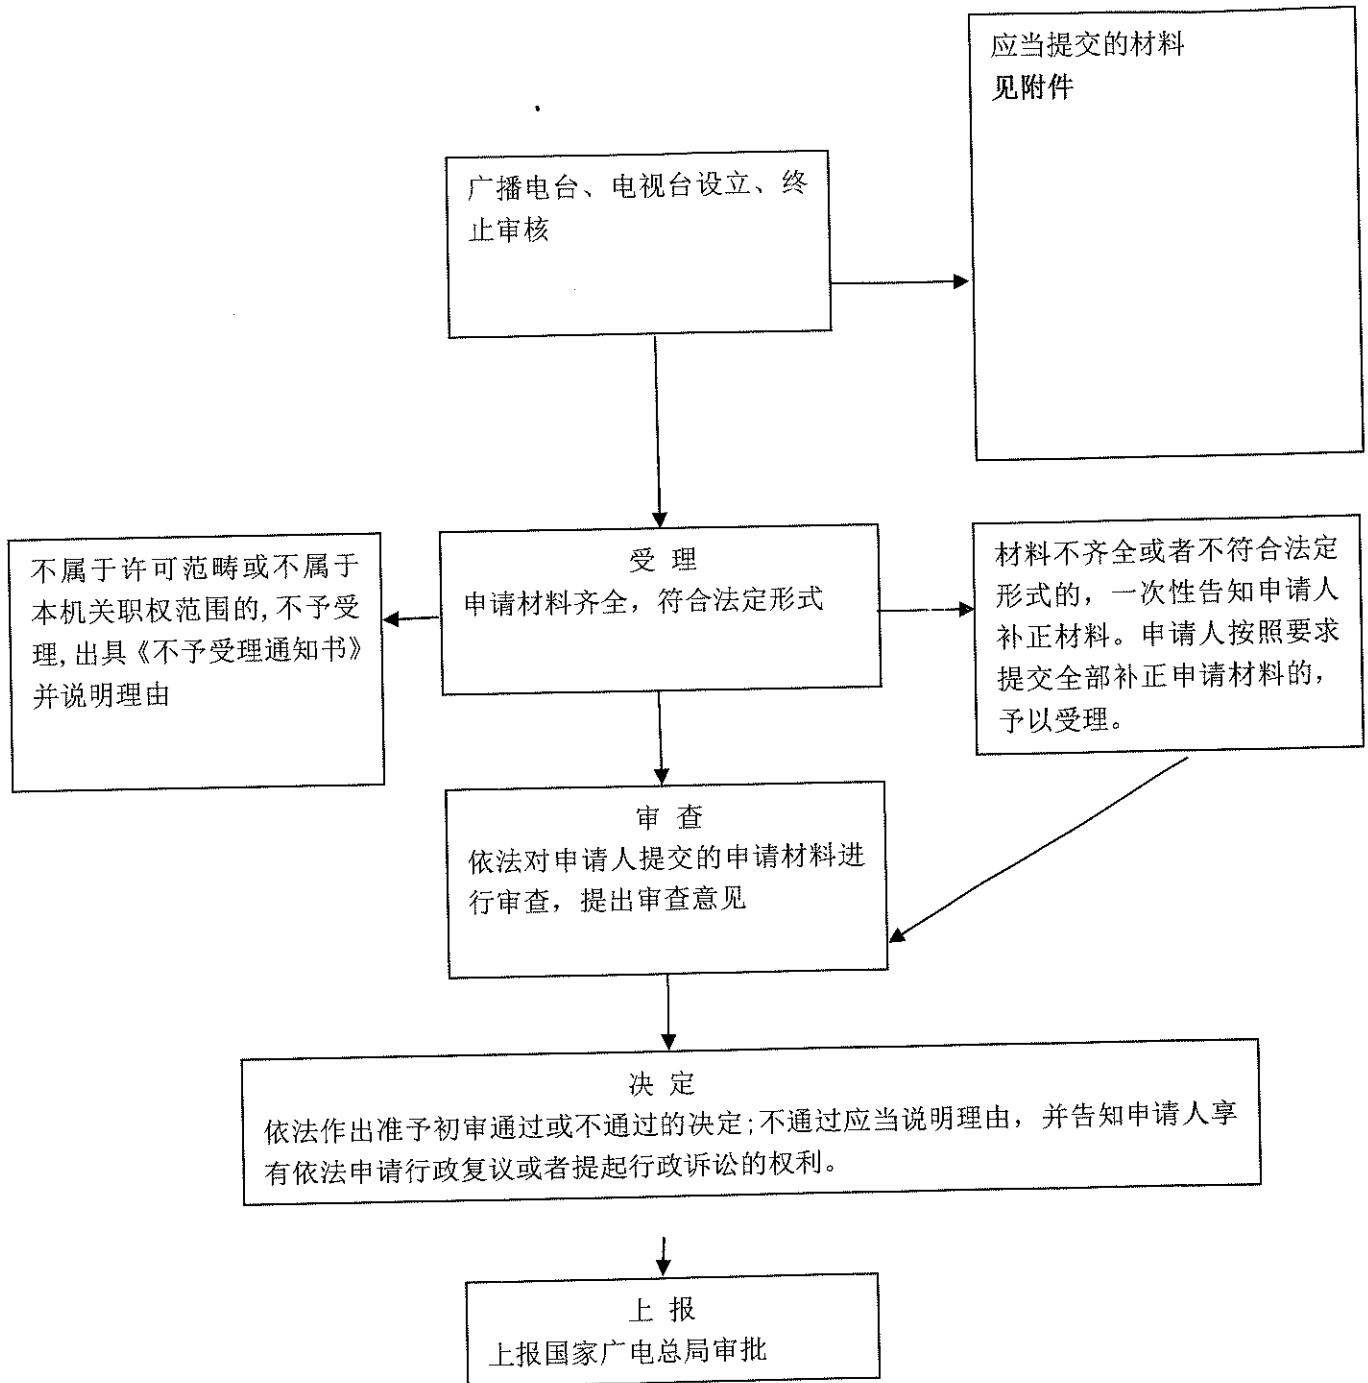 应当提交的材料
见附件
广播电台、电视台设立、终
止审核
不属于许可范畴或不属于
本机关职权范围的,不予受
理,出具《不予受理通知书》
并说明理由
受 理
申请材料齐全，符合法定形式
材料不齐全或者不符合法定
形式的，一次性告知申请人
补正材料。申请人按照要求
提交全部补正申请材料的，
予以受理。
审 查
依法对申请人提交的申请材料进
行审查，提出审查意见
决 定
依法作出准予初审通过或不通过的决定;不通过应当说明理由，并告知申请人享
有依法申请行政复议或者提起行政诉讼的权利。
上 报
上报国家广电总局审批